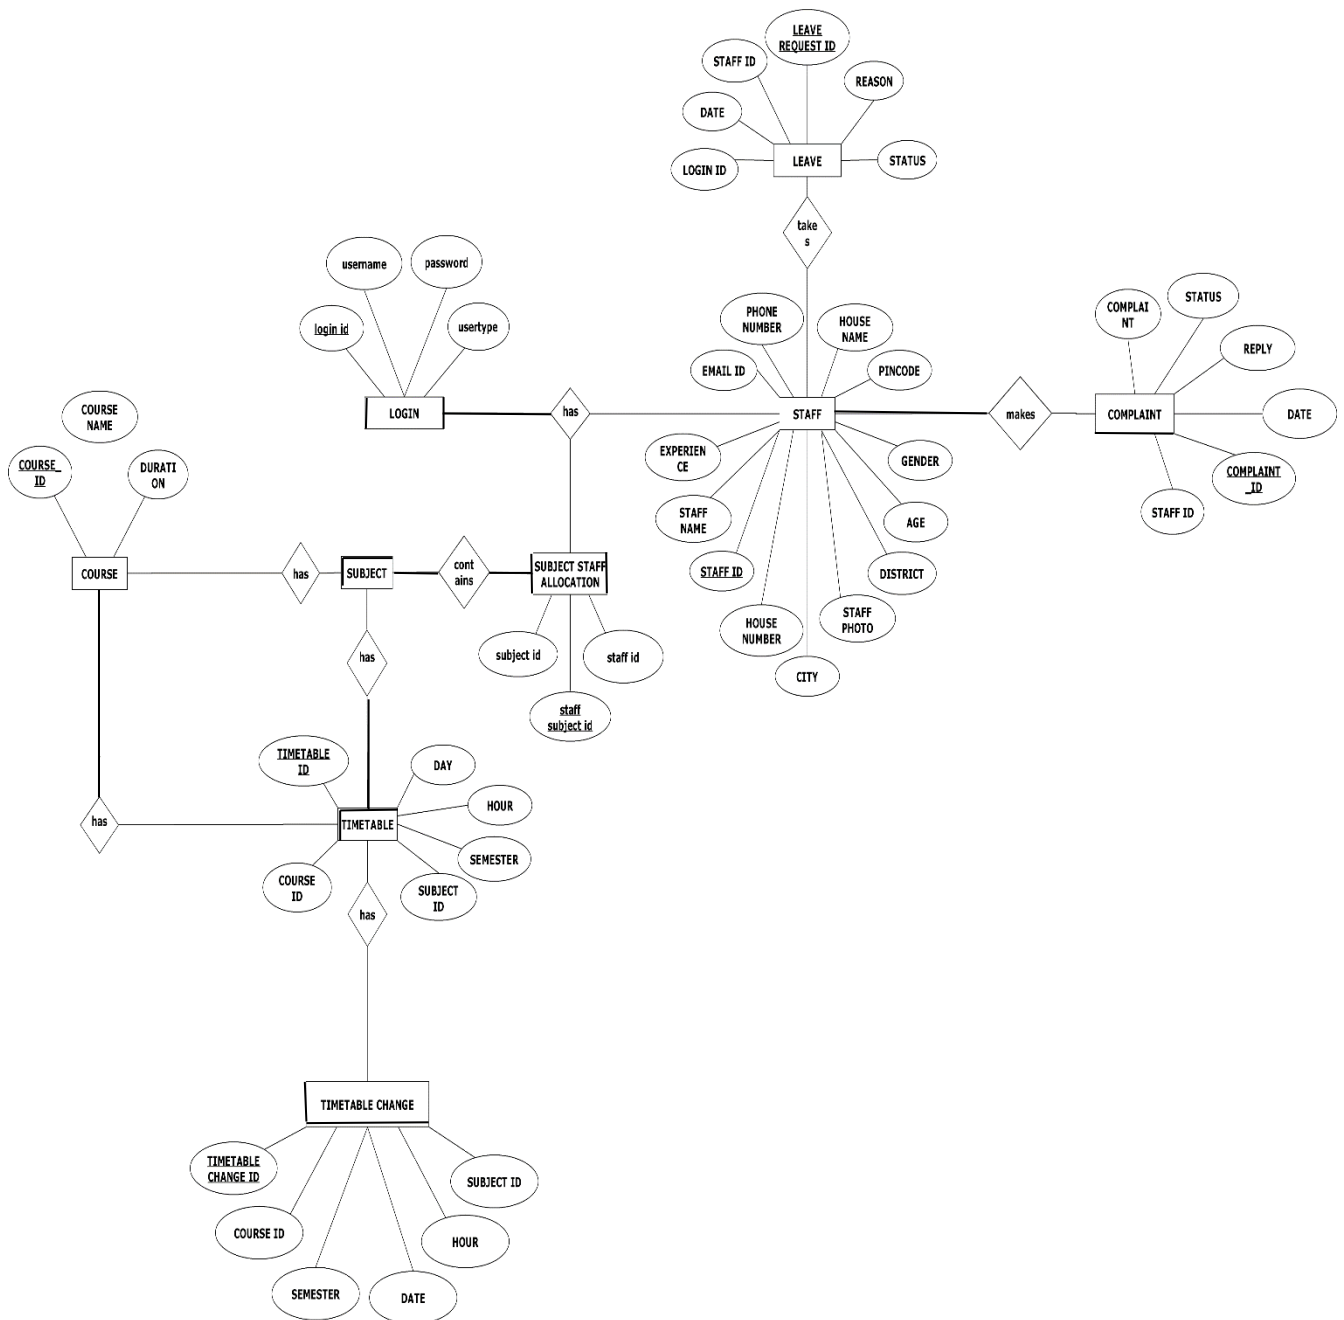 LEAVE
REQUEST ID
STAFF ID
REASON
DATE
LOGIN ID
LEAVE
STATUS
take
s
username
password
login id
usertype
LOGIN
has
PHONE
NUMBER
HOUSE
NAME
EMAIL ID
PINCODE
STAFF
EXPERIEN
CE
GENDER
STAFF
NAME
AGE
STAFF ID
DISTRICT
HOUSE
NUMBER
STAFF
PHOTO
CITY
makes
COMPLAI
NT
STATUS
REPLY
COMPLAINT
DATE
COMPLAINT
_ID
STAFF ID
COURSE
NAME
COURSE_
ID
DURATI
ON
COURSE
has
SUBJECT
cont
ains
SUBJECT STAFF
ALLOCATION
subject id
staff id
staff
subject id
has
has
TIMETABLE
ID
DAY
HOUR
TIMETABLE
SEMESTER
COURSE
ID
SUBJECT
ID
has
TIMETABLE CHANGE
TIMETABLE
CHANGE ID
SUBJECT ID
COURSE ID
HOUR
SEMESTER
DATE